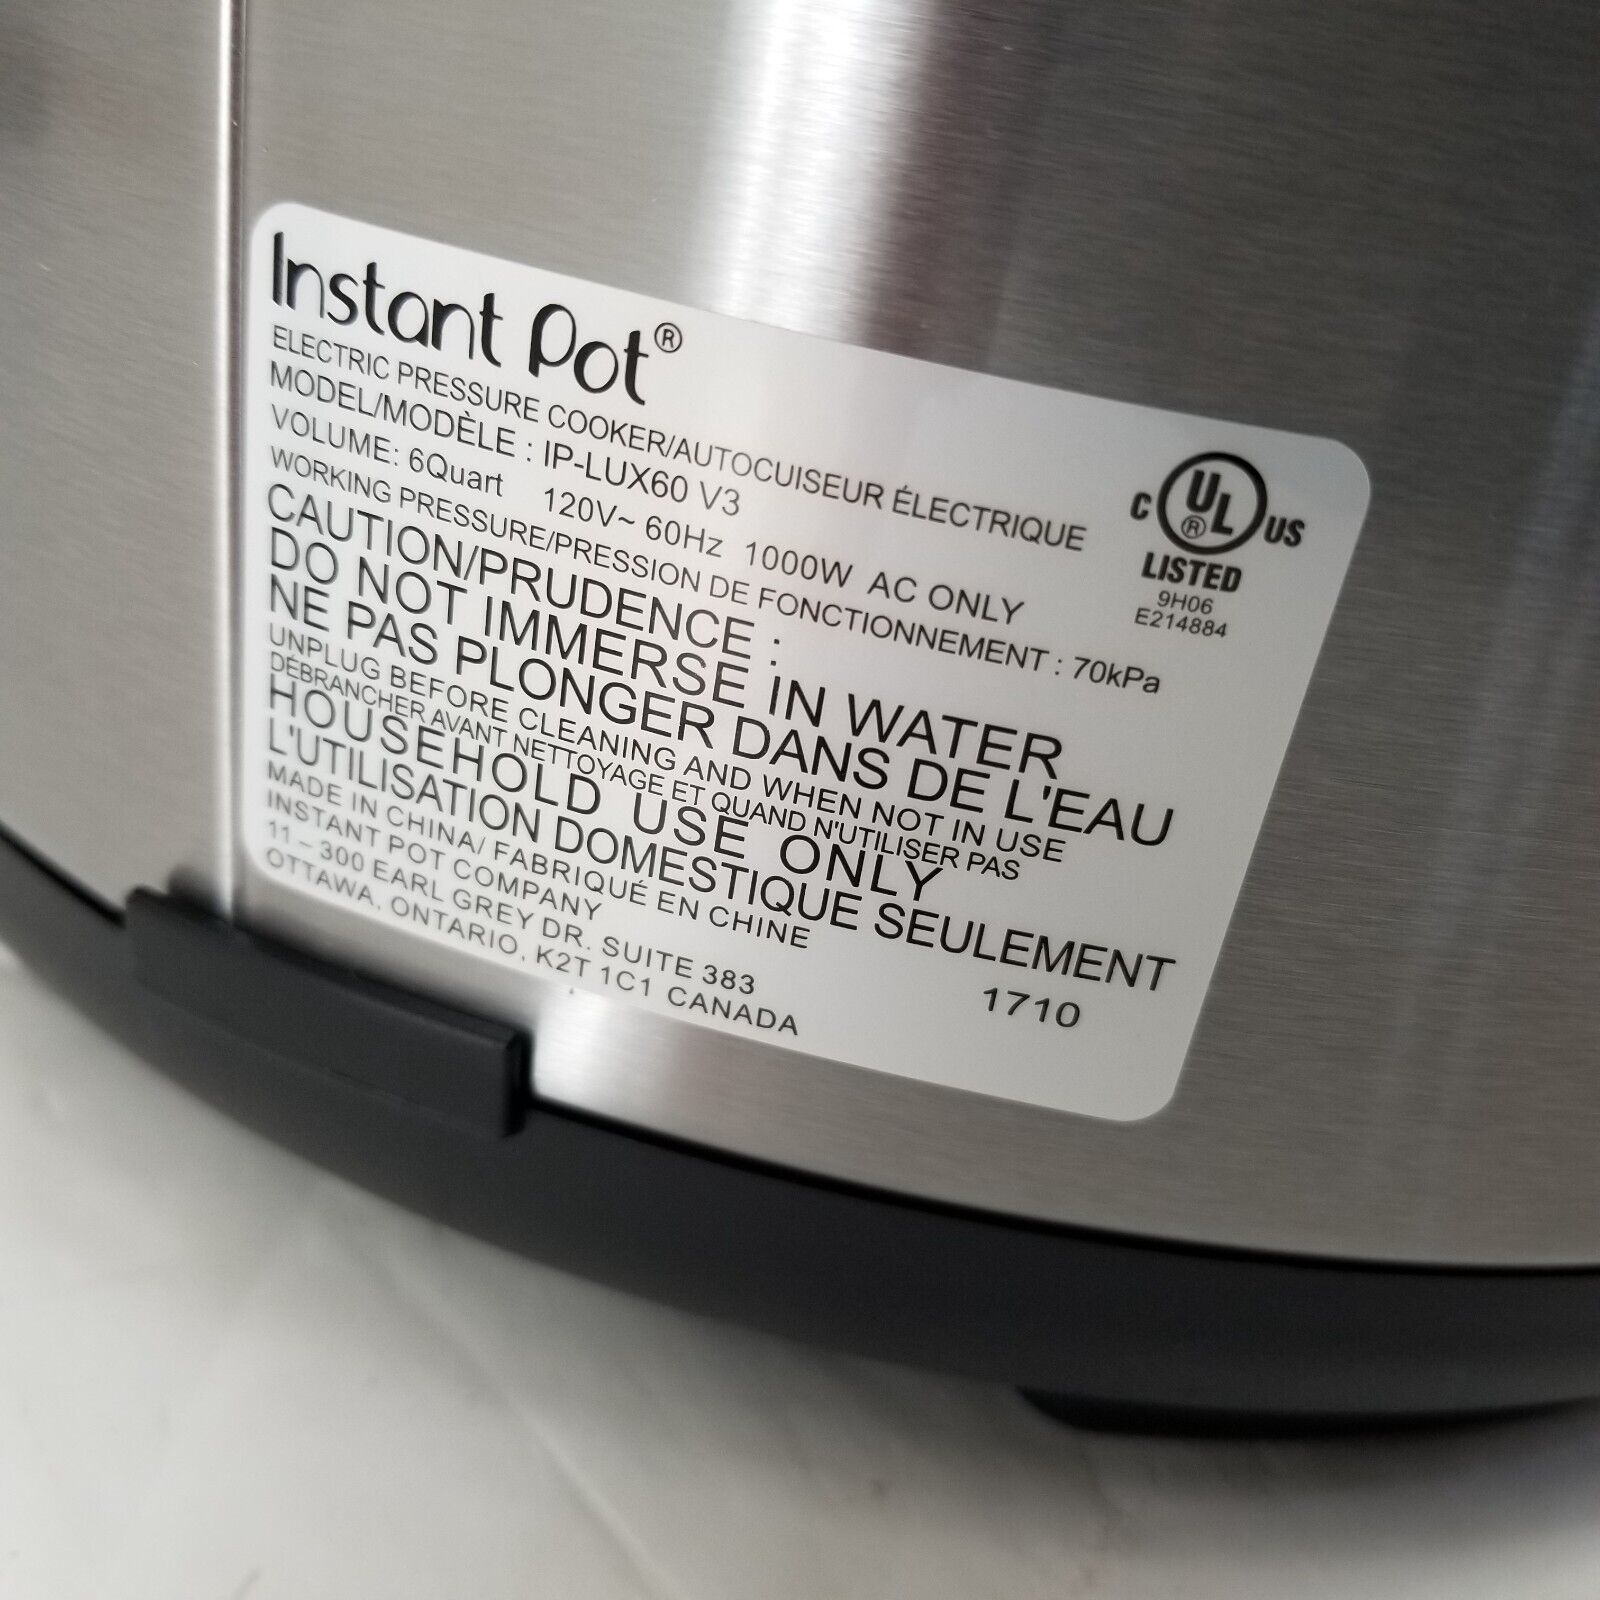 Instant Pot®
ELECTRIC PRESSURE COOKER/AUTOCUISEUR ÉLECTRIQUE
MODEL/MODÈLE : IP-LUX60 V3
VOLUME: 6Quart 120V~ 60Hz 1000W AC ONLY
WORKING PRESSURE/PRESSION DE FONCTIONNEMENT : 70kPa
CAUTION/PRUDENCE :
DO NOT IMMERSE IN WATER
NE PAS PLONGER DANS DE L'EAU
UNPLUG BEFORE CLEANING AND WHEN NOT IN USE
DÉBRANCHER AVANT NETTOYAGE ET QUAND N'UTILISER PAS
HOUSEHOLD USE ONLY
L'UTILISATION DOMESTIQUE SEULEMENT
MADE IN CHINA/ FABRIQUÉ EN CHINE
INSTANT POT COMPANY
11 – 300 EARL GREY DR. SUITE 383
OTTAWA, ONTARIO, K2T 1C1 CANADA
1710
C UL® US
LISTED
9H06
E214884